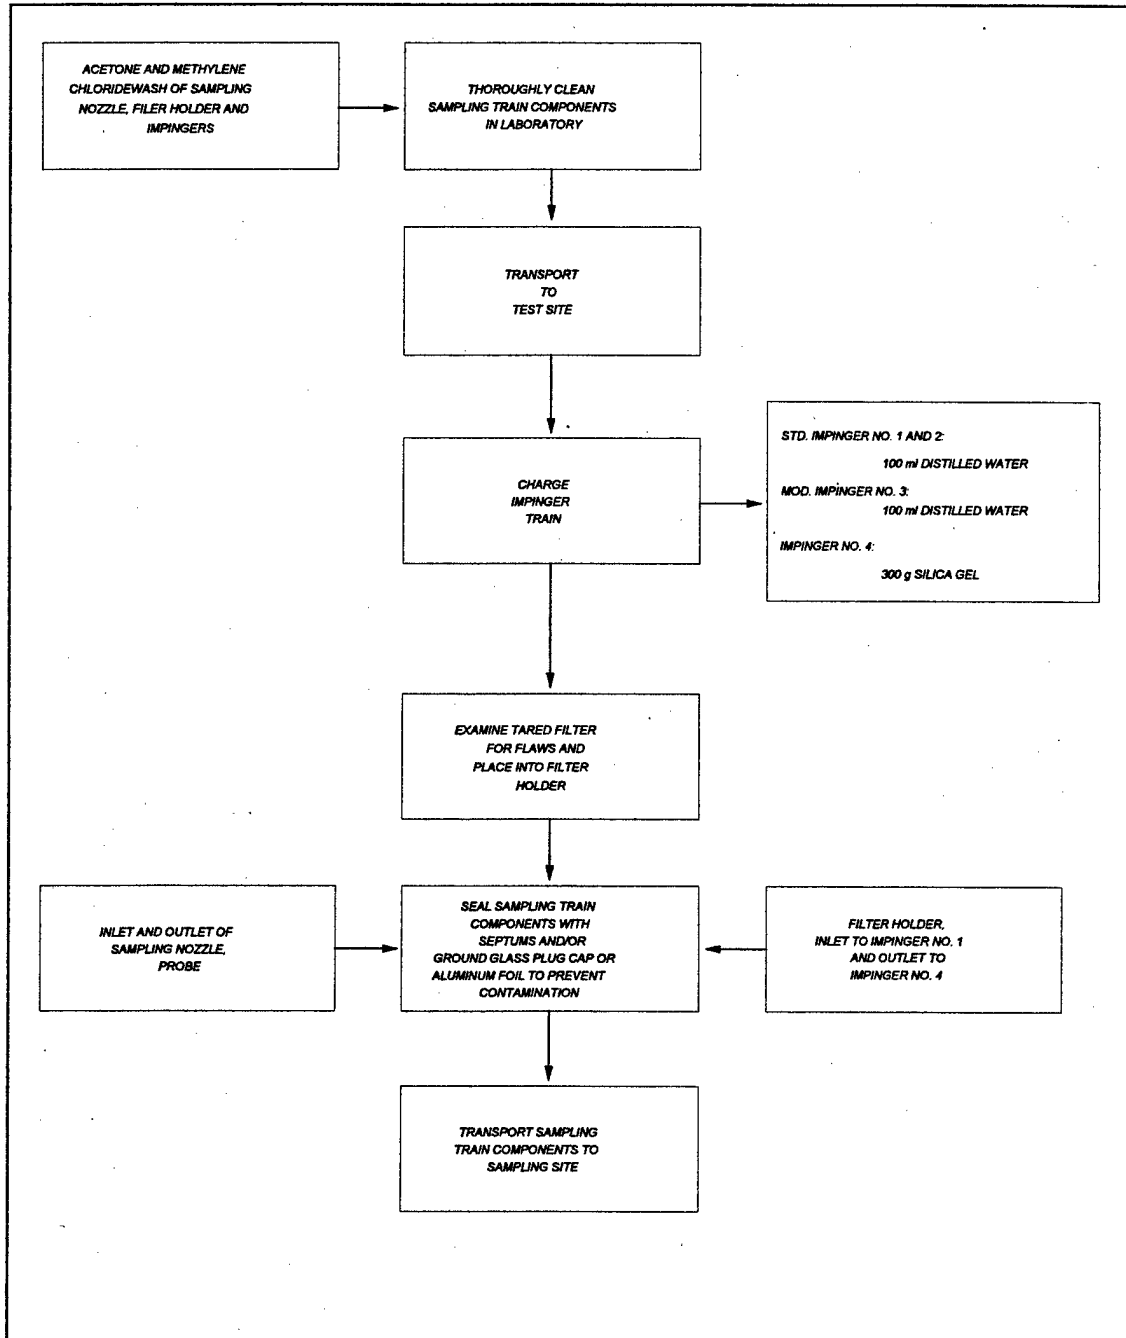 ACETONE AND METHYLENE
CHLORIDEWASH OF SAMPLING
NOZZLE, FILER HOLDER AND
IMPINGERS
THOROUGHLY CLEAN
SAMPLING TRAIN COMPONENTS
IN LABORATORY
TRANSPORT
TO
TEST SITE
CHARGE
IMPINGER
TRAIN
STD. IMPINGER NO. 1 AND 2:
100 ml DISTILLED WATER
MOD. IMPINGER NO. 3:
100 ml DISTILLED WATER
IMPINGER NO. 4:
300 g SILICA GEL
EXAMINE TARED FILTER
FOR FLAWS AND
PLACE INTO FILTER
HOLDER
INLET AND OUTLET OF
SAMPLING NOZZLE,
PROBE
SEAL SAMPLING TRAIN
COMPONENTS WITH
SEPTUMS AND/OR
GROUND GLASS PLUG CAP OR
ALUMINUM FOIL TO PREVENT
CONTAMINATION
FILTER HOLDER,
INLET TO IMPINGER NO. 1
AND OUTLET TO
IMPINGER NO. 4
TRANSPORT SAMPLING
TRAIN COMPONENTS TO
SAMPLING SITE